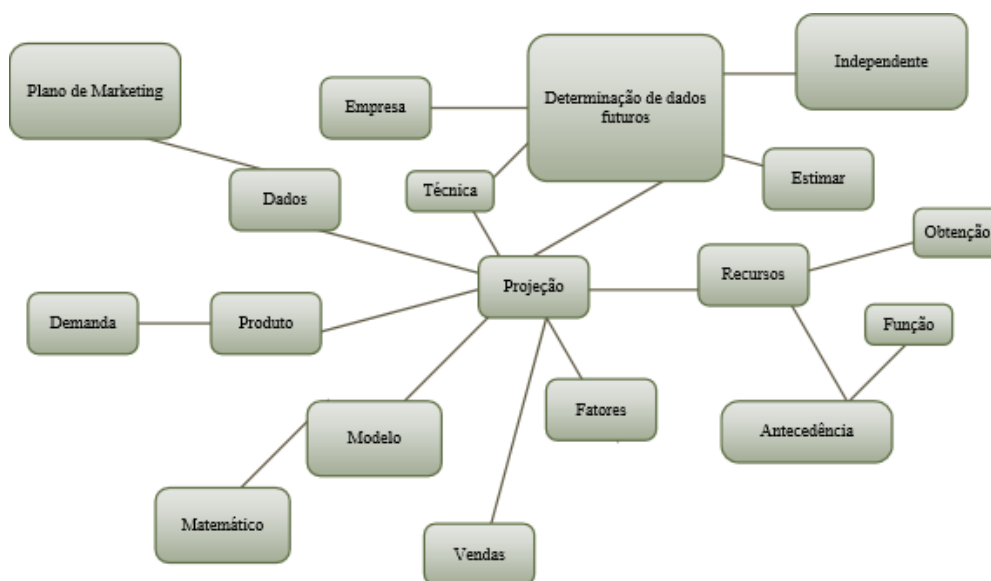 Plano de Marketing
Empresa
Determinação de dados
futuros
Independente
Técnica
Estimar
Dados
Obtenção
Projeção
Recursos
Demanda
Produto
Função
Modelo
Fatores
Antecedência
Matemático
Vendas